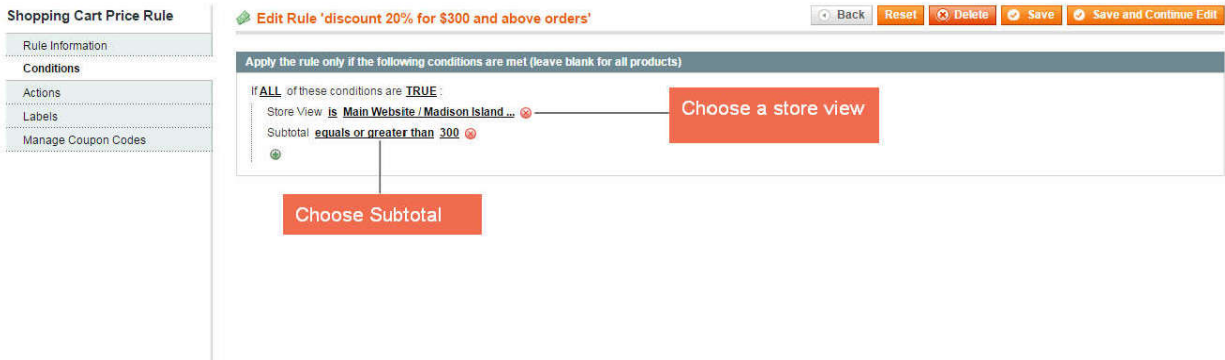 Shopping Cart Price Rule
Rule Information
Conditions
Actions
Labels
Manage Coupon Codes
Edit Rule 'discount 20% for $300 and above orders'
Back Reset Delete Save Save and Continue Edit
Apply the rule only if the following conditions are met (leave blank for all products)
If ALL of these conditions are TRUE :
Store View is Main Website / Madison Island ...
Choose a store view
Subtotal equals or greater than 300
Choose Subtotal